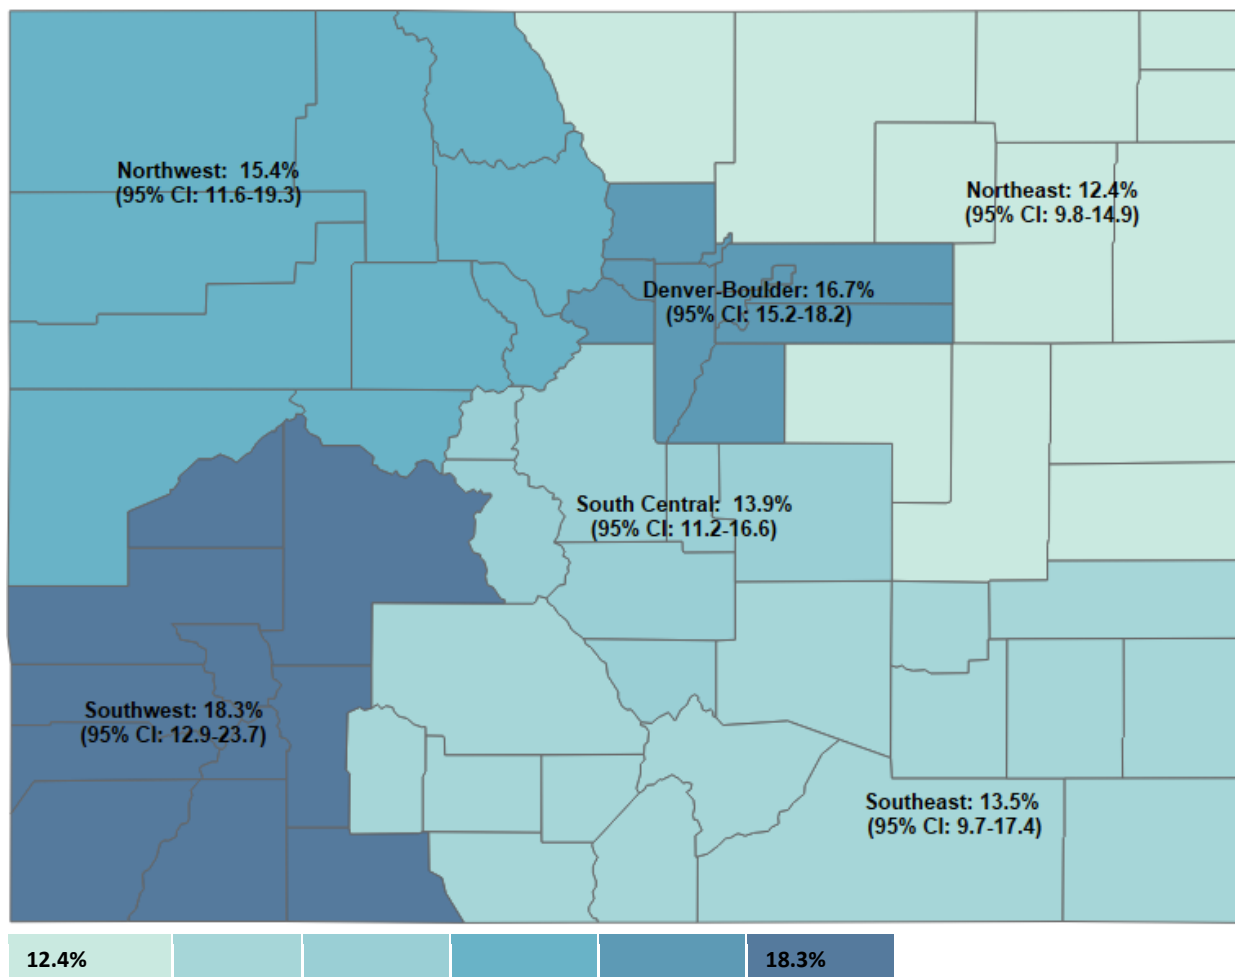 Northwest: 15.4%
(95% CI: 11.6-19.3)
Northeast: 12.4%
(95% CI: 9.8-14.9)
Denver-Boulder: 16.7%
(95% CI: 15.2-18.2)
South Central: 13.9%
(95% CI: 11.2-16.6)
Southwest: 18.3%
(95% CI: 12.9-23.7)
Southeast: 13.5%
(95% CI: 9.7-17.4)
12.4%
18.3%